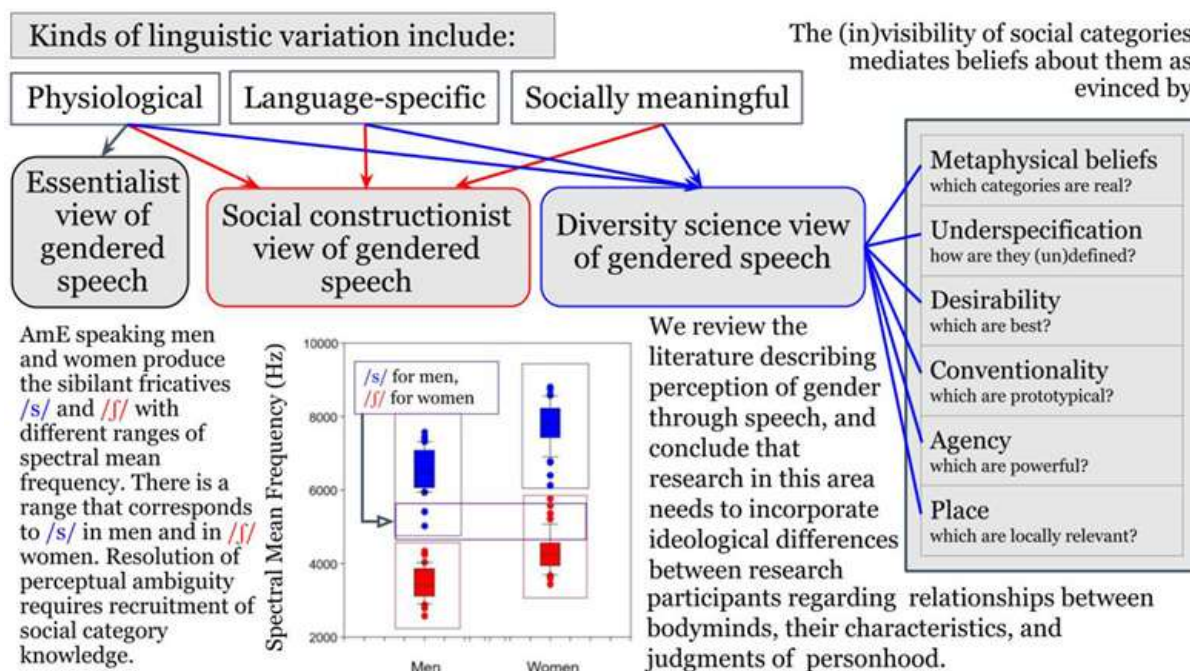 Kinds of linguistic variation include:
Physiological
Language-specific
Socially meaningful
Essentialist
view of
gendered
speech
Social constructionist
view of gendered
speech
Diversity science view
of gendered speech
The (in)visibility of social categories
mediates beliefs about them as
evinced by
Metaphysical beliefs
which categories are real?
Underspecification
how are they (un)defined?
Desirability
which are best?
Conventionality
which are prototypical?
Agency
which are powerful?
Place
which are locally relevant?
AmE speaking men
and women produce
the sibilant fricatives
/s/ and /ʃ/ with
different ranges of
spectral mean
frequency. There is a
range that corresponds
to /s/ in men and in /ʃ/
women. Resolution of
perceptual ambiguity
requires recruitment of
social category
knowledge.
Spectral Mean Frequency (Hz)
10000
8000
6000
4000
2000
/s/ for men,
/ʃ/ for women
Men
Women
We review the
literature describing
perception of gender
through speech, and
conclude that
research in this area
needs to incorporate
ideological differences
between research
participants regarding relationships between
bodyminds, their characteristics, and
judgments of personhood.